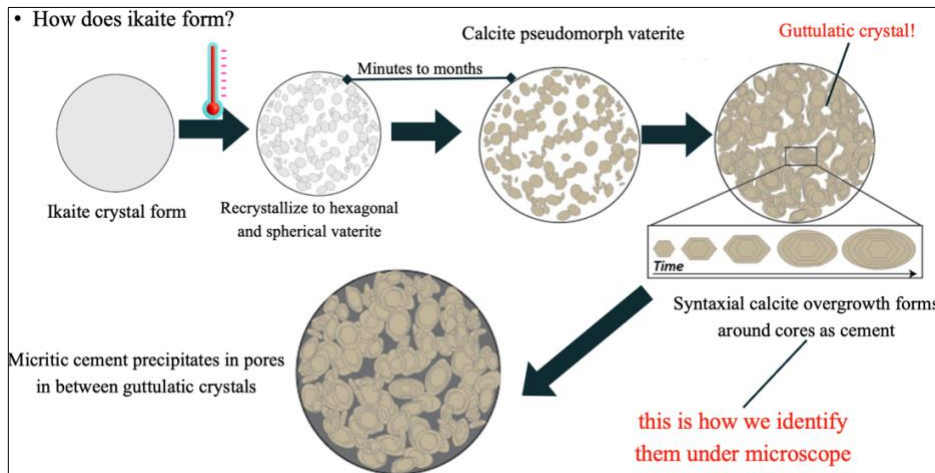 • How does ikaite form?
Calcite pseudomorph vaterite
Guttulatic crystal!
Minutes to months
Ikaite crystal form
Recrystallize to hexagonal
and spherical vaterite
Time
Syntaxial calcite overgrowth forms
around cores as cement
Micritic cement precipitates in pores
in between guttulatic crystals
this is how we identify
them under microscope